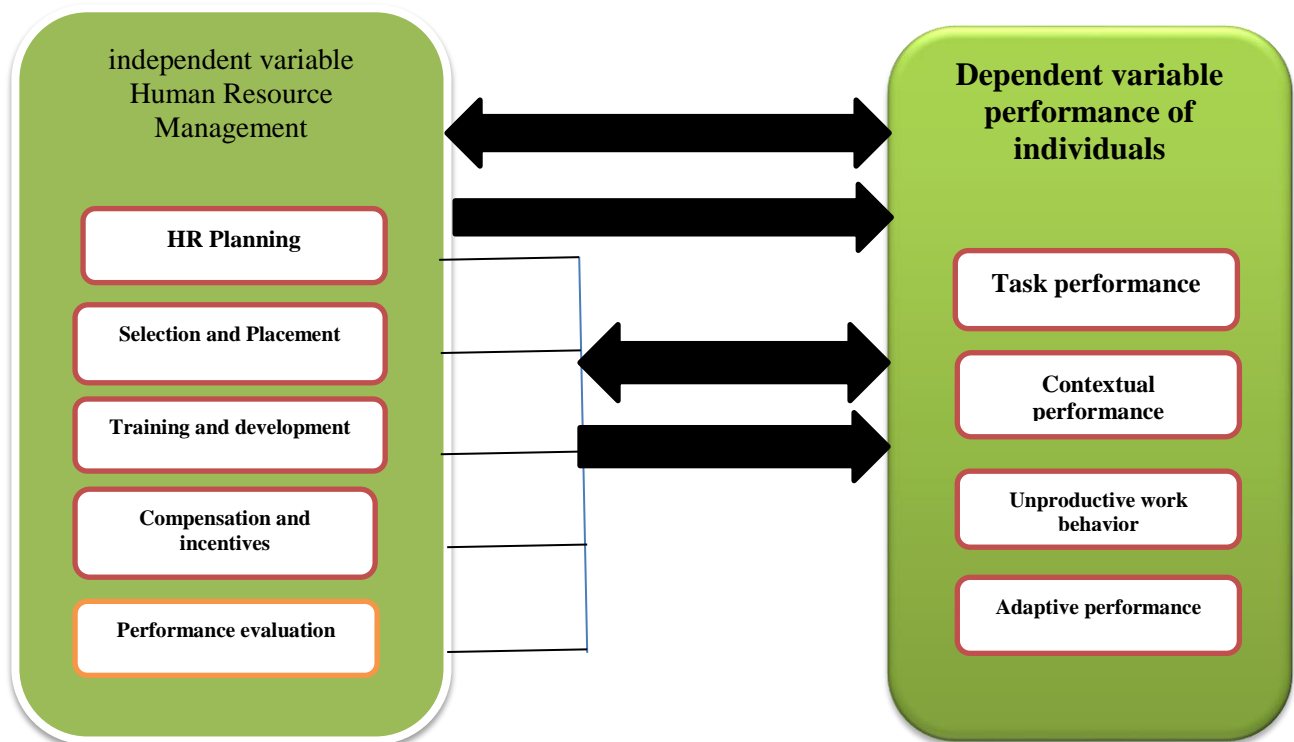 independent variable
Human Resource
Management
HR Planning
Selection and Placement
Training and development
Compensation and
incentives
Performance evaluation
Dependent variable
performance of
individuals
Task performance
Contextual
performance
Unproductive work
behavior
Adaptive performance